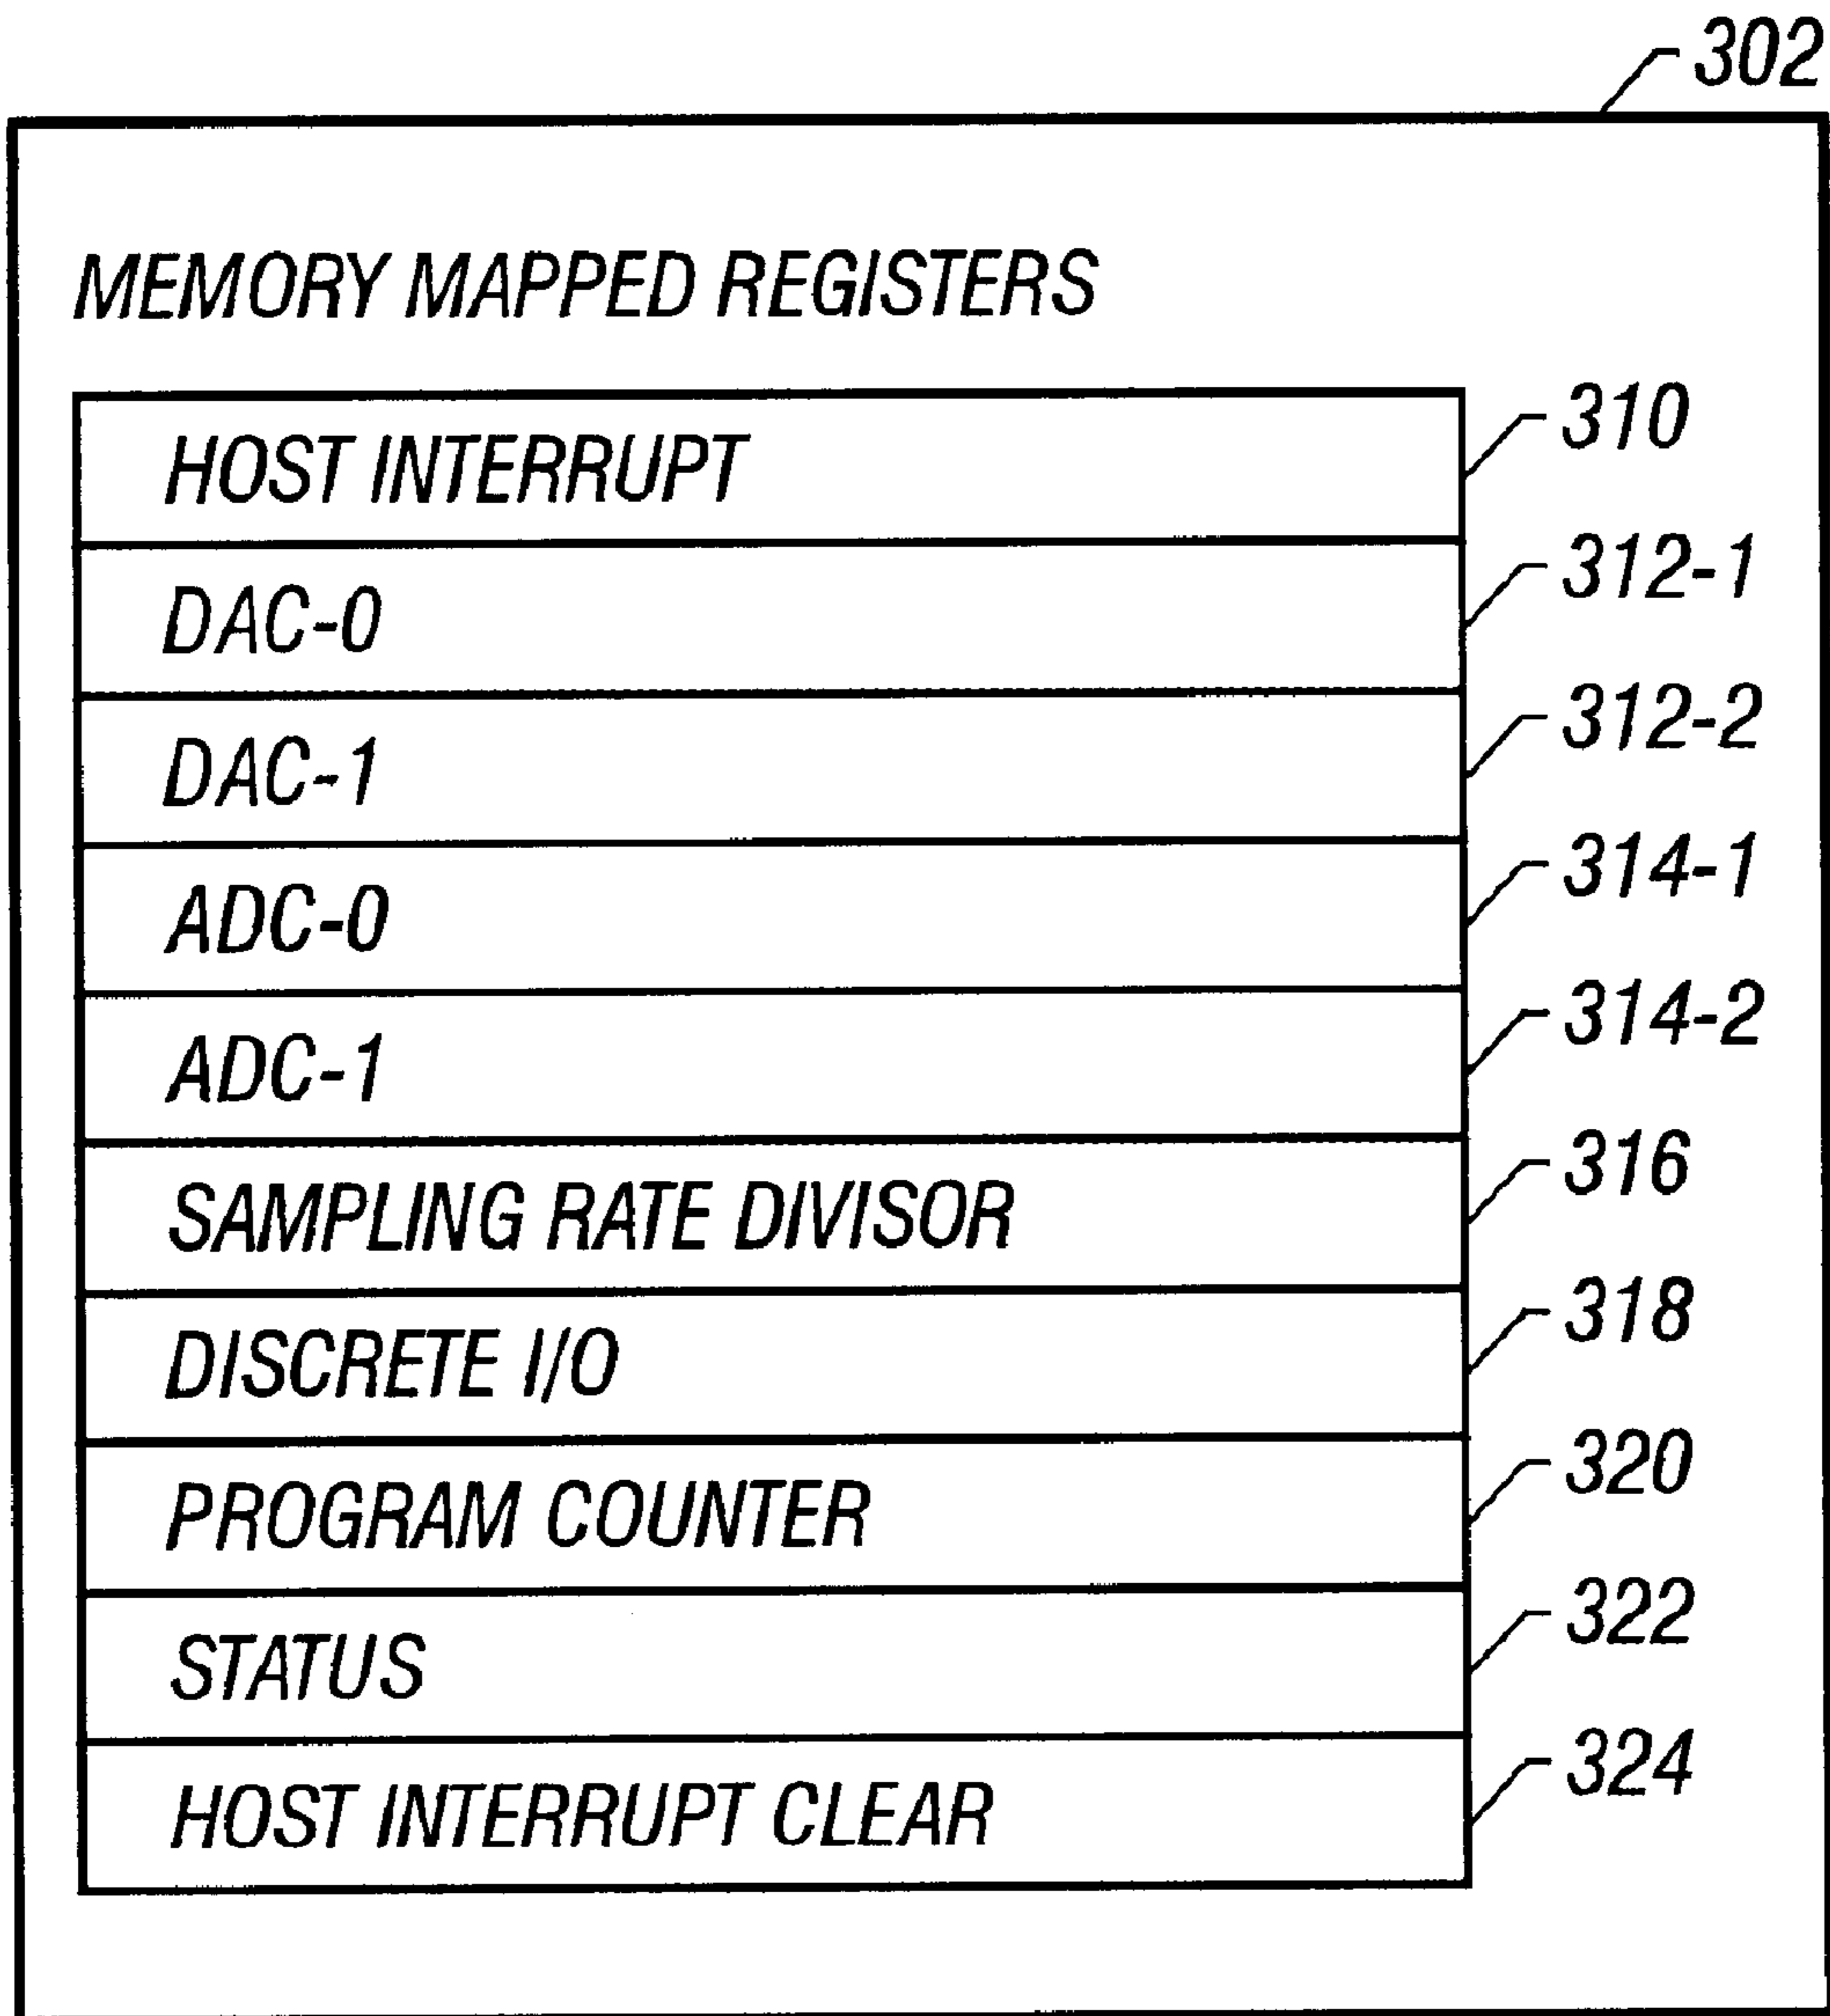 302
MEMORY MAPPED REGISTERS
HOST INTERRUPT 310
DAC-0 312-1
DAC-1 312-2
ADC-0 314-1
ADC-1 314-2
SAMPLING RATE DIVISOR 316
DISCRETE I/O 318
PROGRAM COUNTER 320
STATUS 322
HOST INTERRUPT CLEAR 324